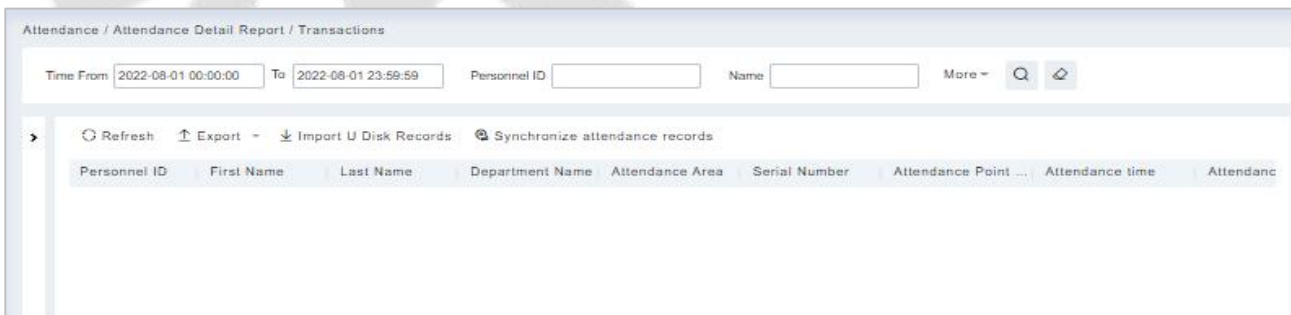 Attendance / Attendance Detail Report / Transactions
Time From 2022-08-01 00:00:00 To 2022-08-01 23:59:59 Personnel ID Name More
Refresh Export Import U Disk Records Synchronize attendance records
Personnel ID First Name Last Name Department Name Attendance Area Serial Number Attendance Point ... Attendance time Attendanc